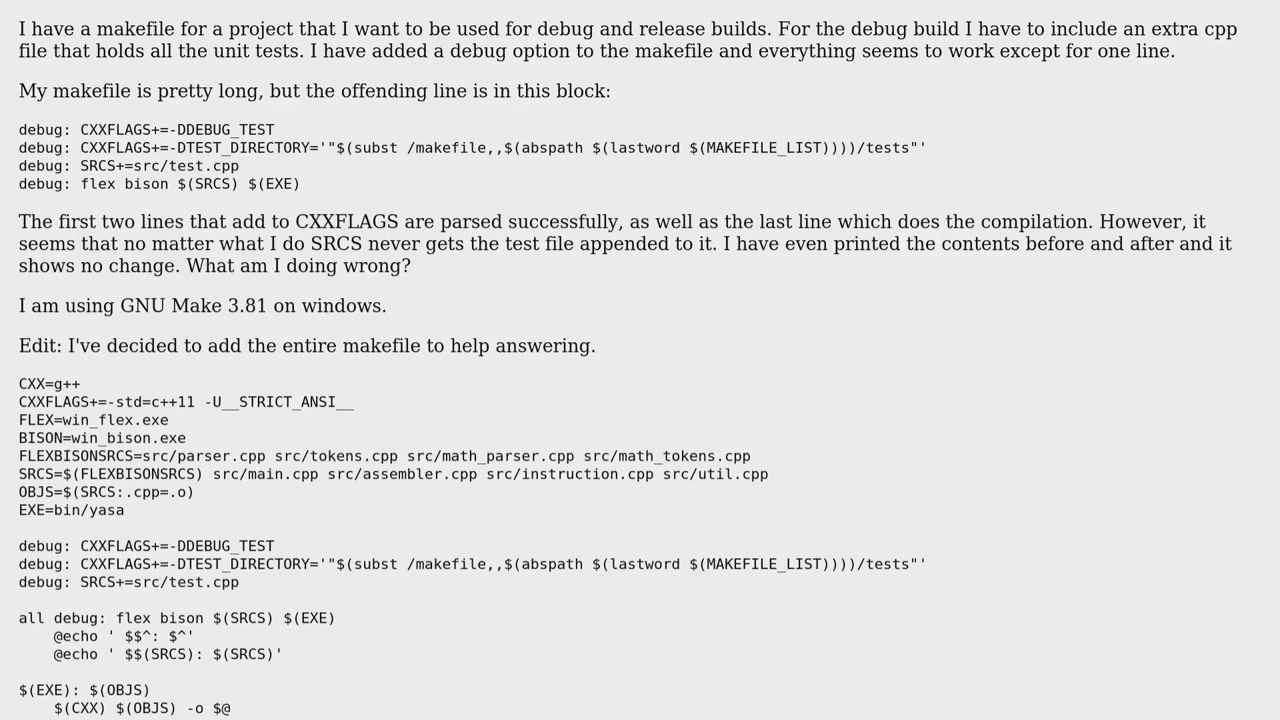 I have a makefile for a project that I want to be used for debug and release builds. For the debug build I have to include an extra cpp
file that holds all the unit tests. I have added a debug option to the makefile and everything seems to work except for one line.
My makefile is pretty long, but the offending line is in this block:
debug: CXXFLAGS+=-DDEBUG_TEST
debug: CXXFLAGS+=-DTEST_DIRECTORY='"$(subst /makefile,,$(abspath $(lastword $(MAKEFILE_LIST))))/tests"'
debug: SRCS+=src/test.cpp
debug: flex bison $(SRCS) $(EXE)
The first two lines that add to CXXFLAGS are parsed successfully, as well as the last line which does the compilation. However, it
seems that no matter what I do SRCS never gets the test file appended to it. I have even printed the contents before and after and it
shows no change. What am I doing wrong?
I am using GNU Make 3.81 on windows.
Edit: I've decided to add the entire makefile to help answering.
CXX=g++
CXXFLAGS+=-std=c++11 -U__STRICT_ANSI__
FLEX=win_flex.exe
BISON=win_bison.exe
FLEXBISONSRCS=src/parser.cpp src/tokens.cpp src/math_parser.cpp src/math_tokens.cpp
SRCS=$(FLEXBISONSRCS) src/main.cpp src/assembler.cpp src/instruction.cpp src/util.cpp
OBJS=$(SRCS:.cpp=.o)
EXE=bin/yasa
debug: CXXFLAGS+=-DDEBUG_TEST
debug: CXXFLAGS+=-DTEST_DIRECTORY='"$(subst /makefile,,$(abspath $(lastword $(MAKEFILE_LIST))))/tests"'
debug: SRCS+=src/test.cpp
all debug: flex bison $(SRCS) $(EXE)
    @echo ' $$^: $^'
    @echo ' $$(SRCS): $(SRCS)'
$(EXE): $(OBJS)
    $(CXX) $(OBJS) -o $@